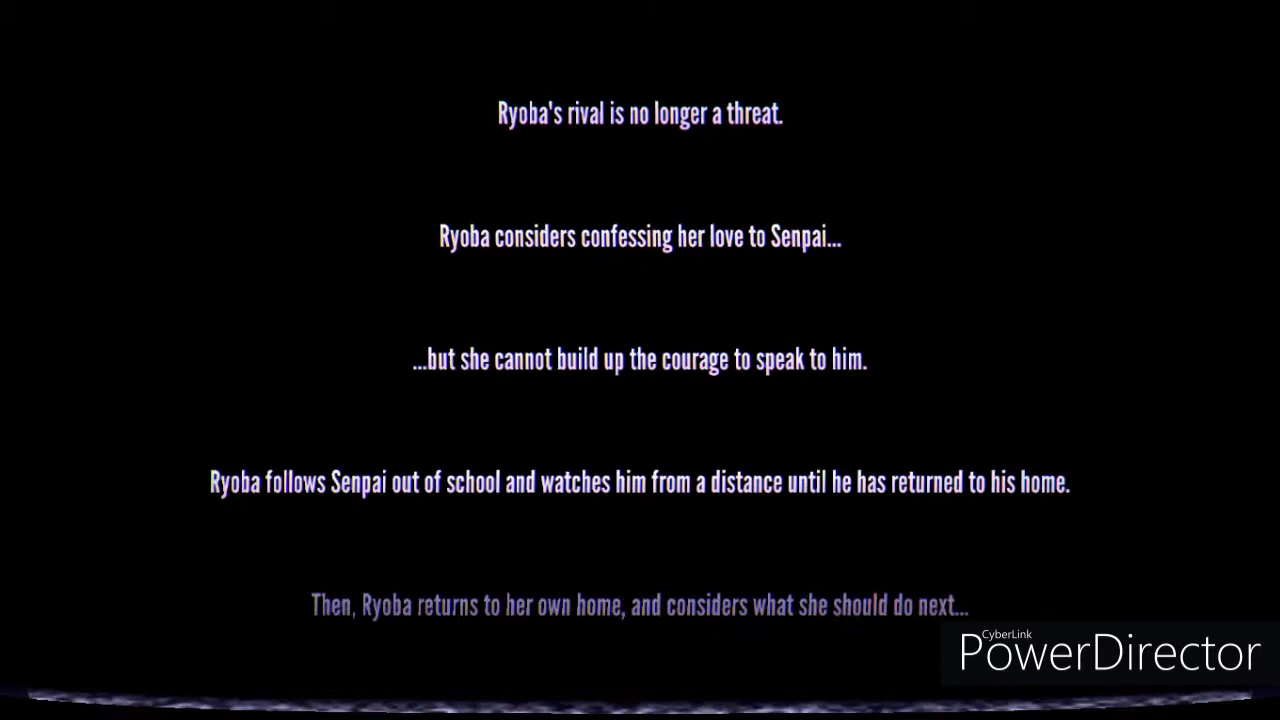 Ryoba's rival is no longer a threat.
Ryoba considers confessing her love to Senpai...
...but she cannot build up the courage to speak to him.
Ryoba follows Senpai out of school and watches him from a distance until he has returned to his home.
Then, Ryoba returns to her own home, and considers what she should do next...
CyberLink
PowerDirector